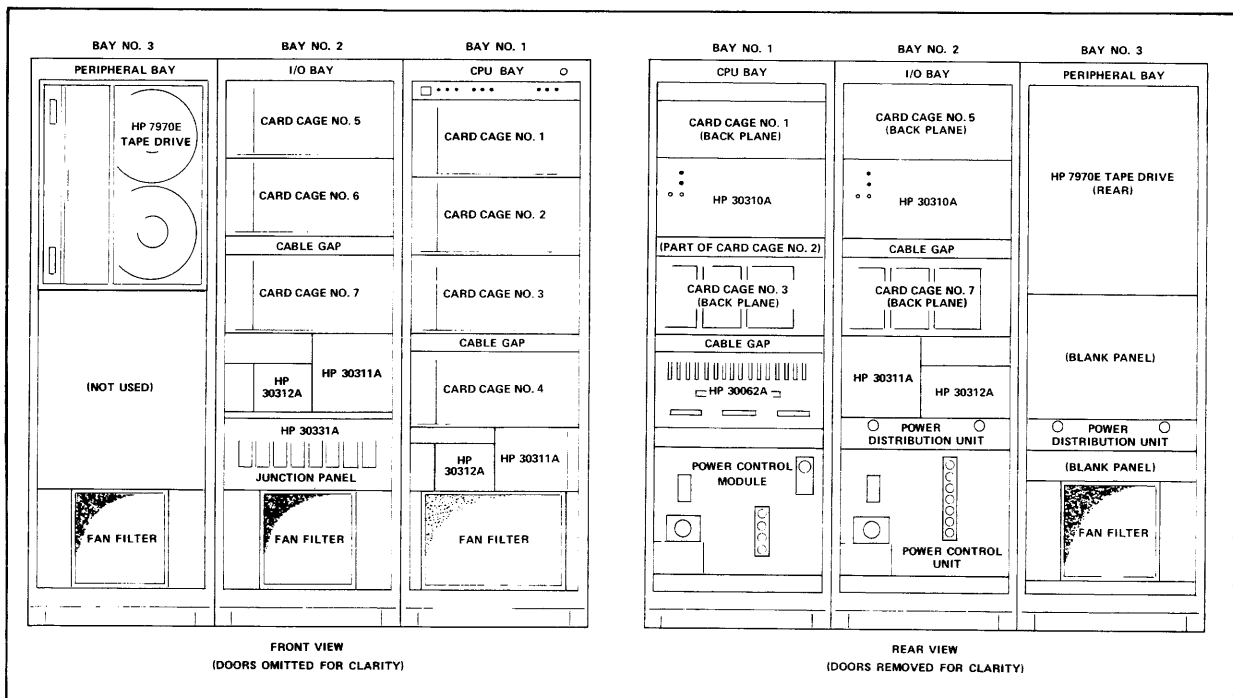 BAY NO. 3
PERIPHERAL BAY
HP 7970E
TAPE DRIVE
(NOT USED)
FAN FILTER
BAY NO. 2
I/O BAY
CARD CAGE NO. 5
CARD CAGE NO. 6
CABLE GAP
CARD CAGE NO. 7
HP
30312A
HP 30311A
HP 30331A
JUNCTION PANEL
FAN FILTER
BAY NO. 1
CPU BAY
CARD CAGE NO. 1
CARD CAGE NO. 2
CARD CAGE NO. 3
CABLE GAP
CARD CAGE NO. 4
HP
30312A
HP 30311A
FAN FILTER
FRONT VIEW
(DOORS OMITTED FOR CLARITY)
BAY NO. 1
CPU BAY
CARD CAGE NO. 1
(BACK PLANE)
HP 30310A
(PART OF CARD CAGE NO. 2)
CARD CAGE NO. 3
(BACK PLANE)
CABLE GAP
HP 30062A
POWER CONTROL
MODULE
BAY NO. 2
I/O BAY
CARD CAGE NO. 5
(BACK PLANE)
HP 30310A
CABLE GAP
CARD CAGE NO. 7
(BACK PLANE)
HP 30311A
HP 30312A
POWER
DISTRIBUTION UNIT
POWER CONTROL
UNIT
BAY NO. 3
PERIPHERAL BAY
HP 7970E TAPE DRIVE
(REAR)
(BLANK PANEL)
POWER
DISTRIBUTION UNIT
(BLANK PANEL)
FAN FILTER
REAR VIEW
(DOORS REMOVED FOR CLARITY)